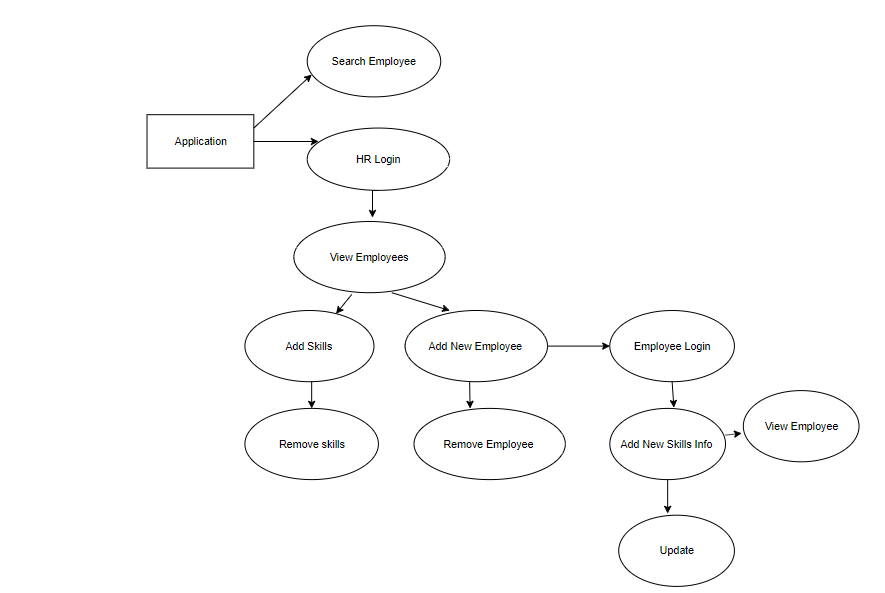 Search Employee
Application
HR Login
View Employees
Add Skills
Add New Employee
Employee Login
Remove skills
Remove Employee
Add New Skills Info
View Employee
Update